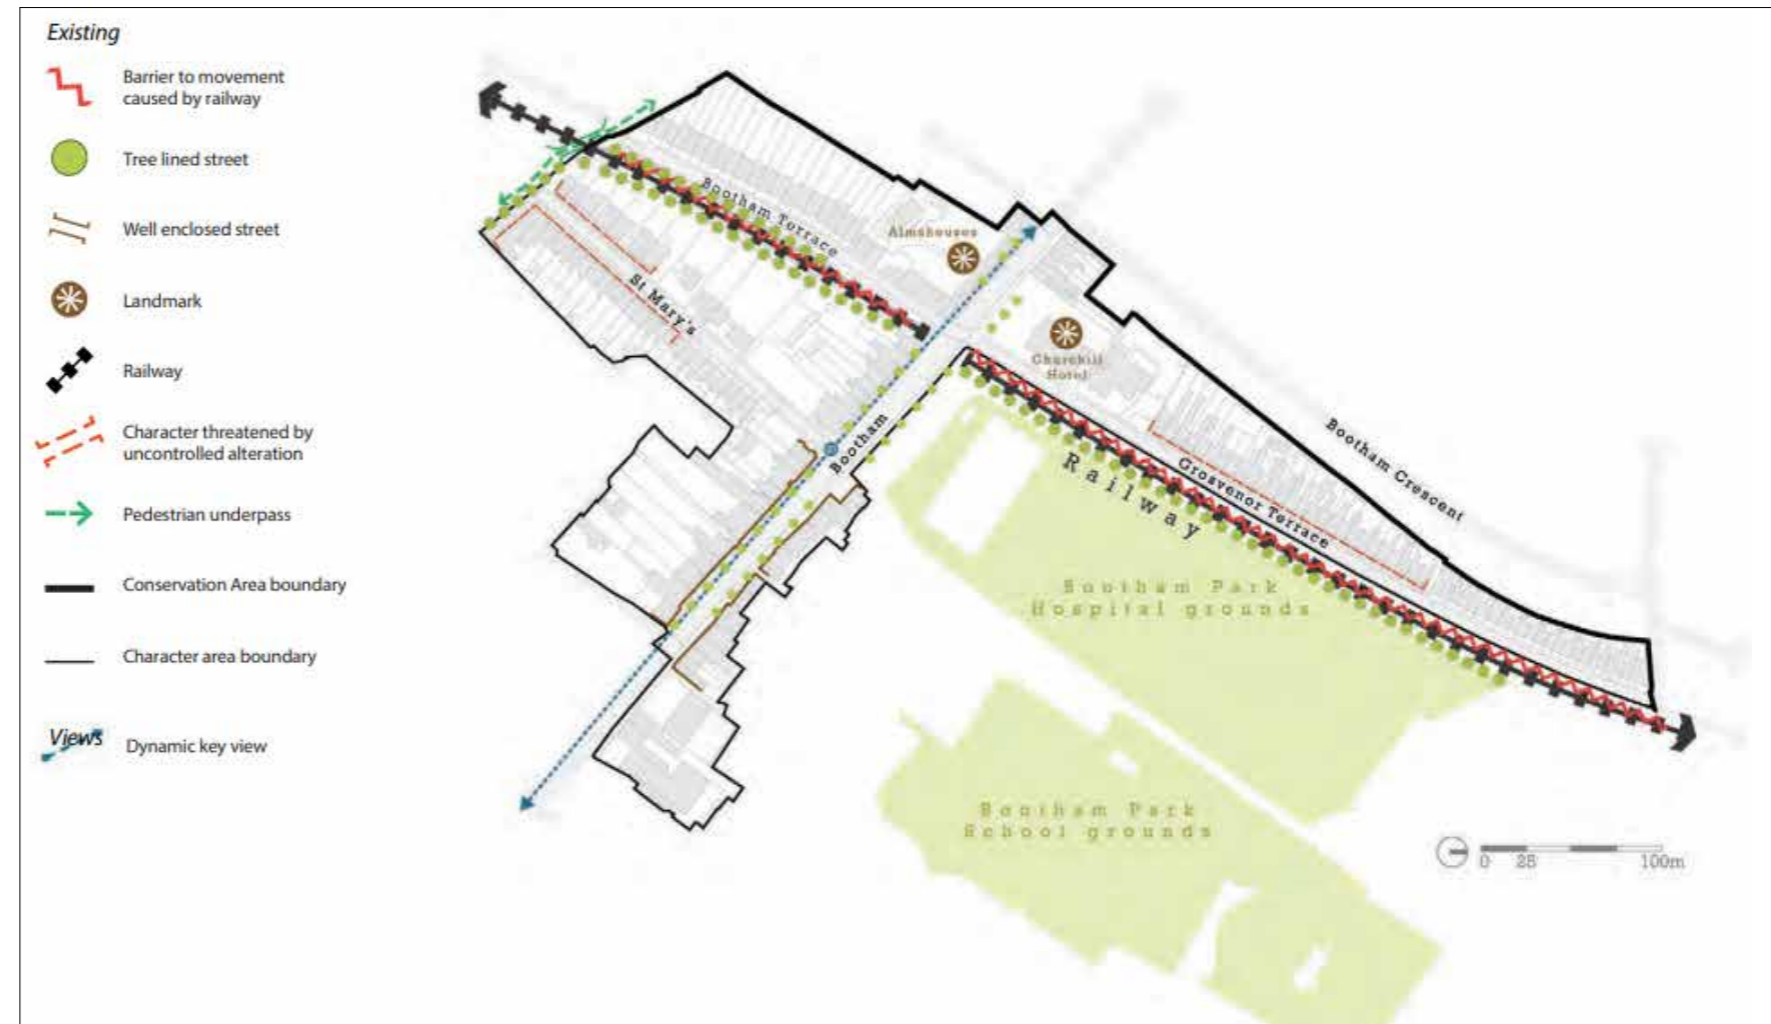 Existing
Barrier to movement
caused by railway
Tree lined street
Well enclosed street
Landmark
Railway
Character threatened by
uncontrolled alteration
Pedestrian underpass
Conservation Area boundary
Character area boundary
Views
Dynamic key view
Bootham Terrace
Almshouses
St Mary's
Churchill
Hotel
Bootham
Bootham Crescent
Grosvenor Terrace
Railway
Bootham Park
Hospital grounds
Bootham Park
School grounds
0 25 100m